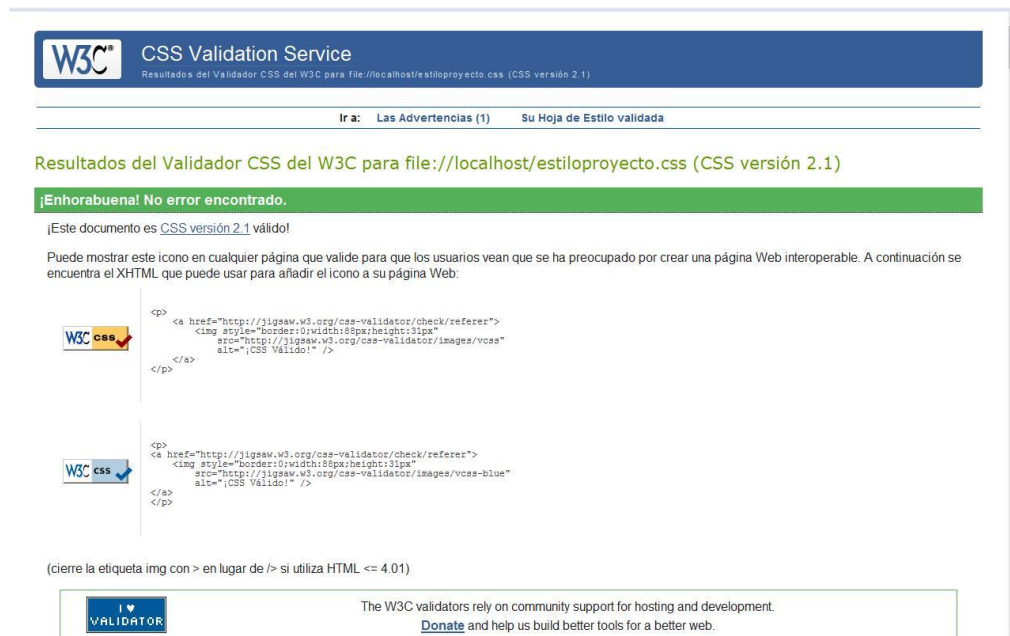 W3C®
CSS Validation Service
Resultados del Validador CSS del W3C para file://localhost/estiloproyecto.css (CSS versión 2.1)
Ir a: Las Advertencias (1) Su Hoja de Estilo validada
Resultados del Validador CSS del W3C para file://localhost/estiloproyecto.css (CSS versión 2.1)
¡Enhorabuena! No error encontrado.
¡Este documento es CSS versión 2.1 válido!
Puede mostrar este icono en cualquier página que valide para que los usuarios vean que se ha preocupado por crear una página Web interoperable. A continuación se
encuentra el XHTML que puede usar para añadir el icono a su página Web:
W3C css
<p>
<a href="http://jigsaw.w3.org/css-validator/check/referer">
<img style="border:0;width:88px;height:31px"
src="http://jigsaw.w3.org/css-validator/images/vcss"
alt="¡CSS Válido!" />
</a>
</p>
W3C css
<p>
<a href="http://jigsaw.w3.org/css-validator/check/referer">
<img style="border:0;width:88px;height:31px"
src="http://jigsaw.w3.org/css-validator/images/vcss-blue"
alt="¡CSS Válido!" />
</a>
</p>
(cierre la etiqueta img con > en lugar de /> si utiliza HTML <= 4.01)
I ♥
VALIDATOR
The W3C validators rely on community support for hosting and development.
Donate and help us build better tools for a better web.